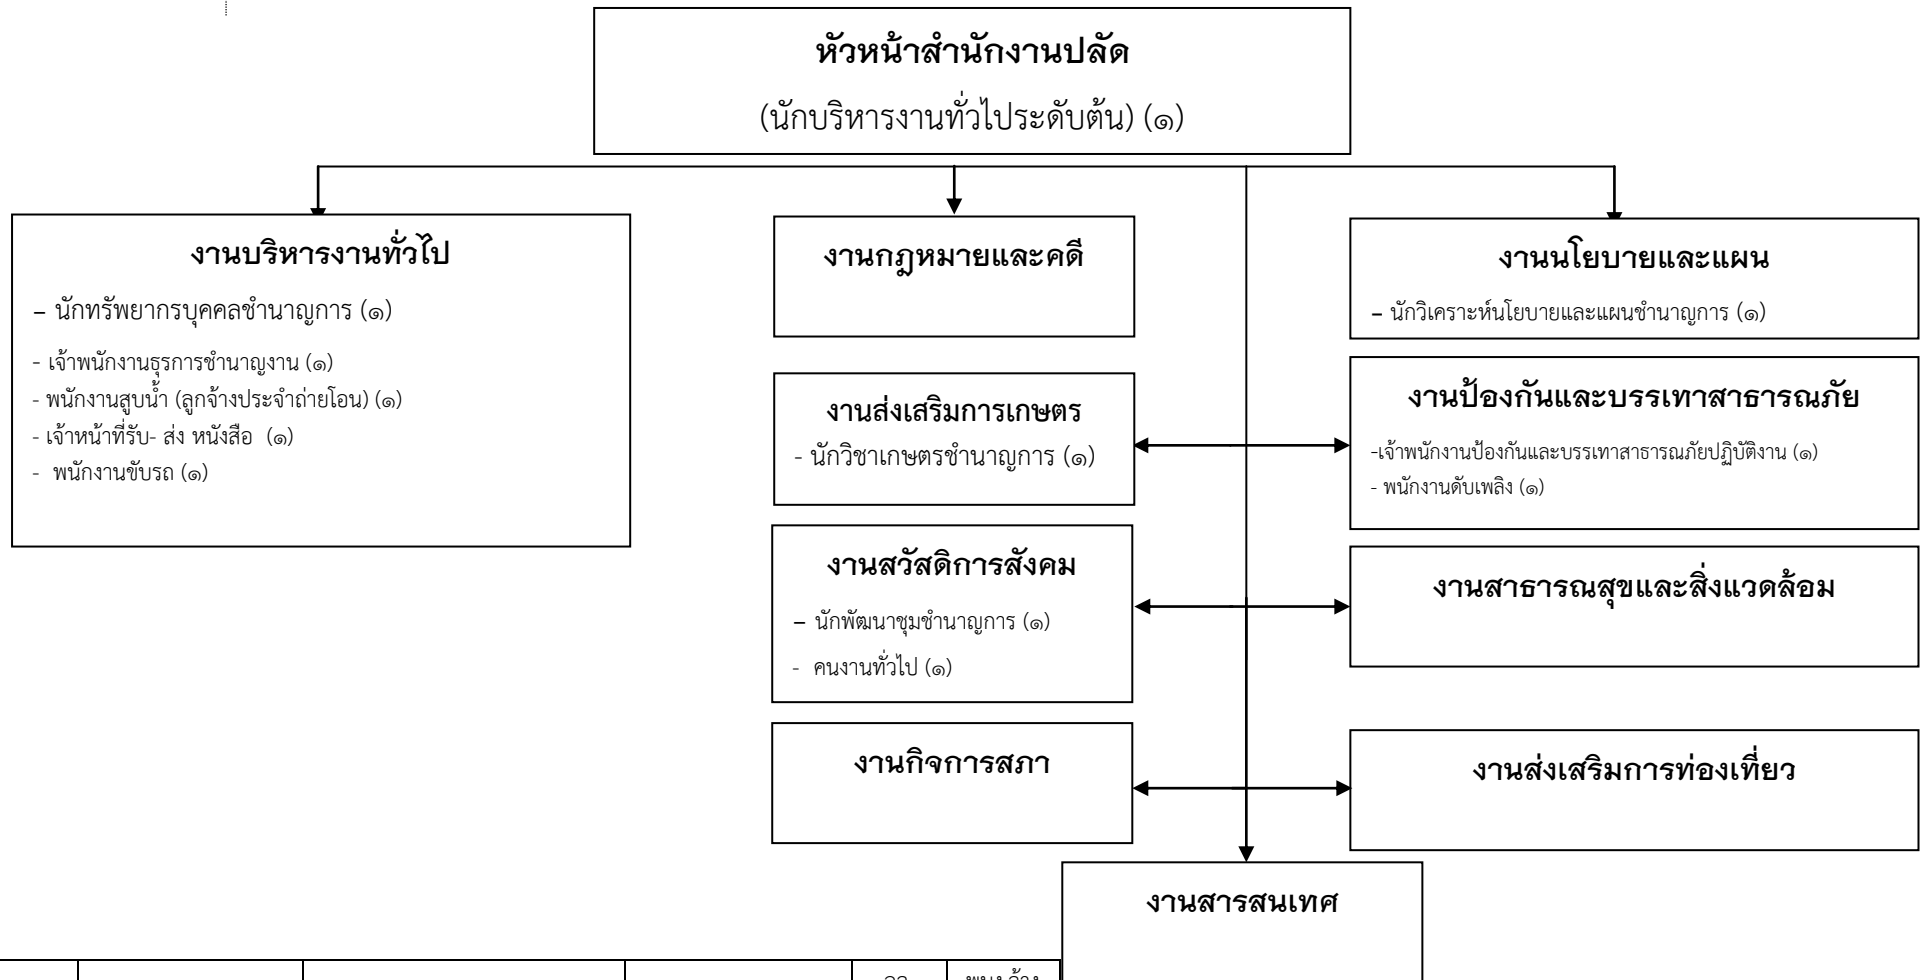 หัวหน้าสำนักงานปลัด
(นักบริหารงานทั่วไประดับต้น) (๑)
งานบริหารงานทั่วไป
– นักทรัพยากรบุคคลชำนาญการ (๑)
- เจ้าพนักงานธุรการชำนาญงาน (๑)
- พนักงานสูบน้ำ (ลูกจ้างประจำถ่ายโอน) (๑)
- เจ้าหน้าที่รับ- ส่ง หนังสือ (๑)
- พนักงานขับรถ (๑)
งานกฎหมายและคดี
งานนโยบายและแผน
– นักวิเคราะห์นโยบายและแผนชำนาญการ (๑)
งานส่งเสริมการเกษตร
- นักวิชาเกษตรชำนาญการ (๑)
งานป้องกันและบรรเทาสาธารณภัย
-เจ้าพนักงานป้องกันและบรรเทาสาธารณภัยปฏิบัติงาน (๑)
- พนักงานดับเพลิง (๑)
งานสวัสดิการสังคม
– นักพัฒนาชุมชำนาญการ (๑)
- คนงานทั่วไป (๑)
งานสาธารณสุขและสิ่งแวดล้อม
งานกิจการสภา
งานส่งเสริมการท่องเที่ยว
งานสารสนเทศ